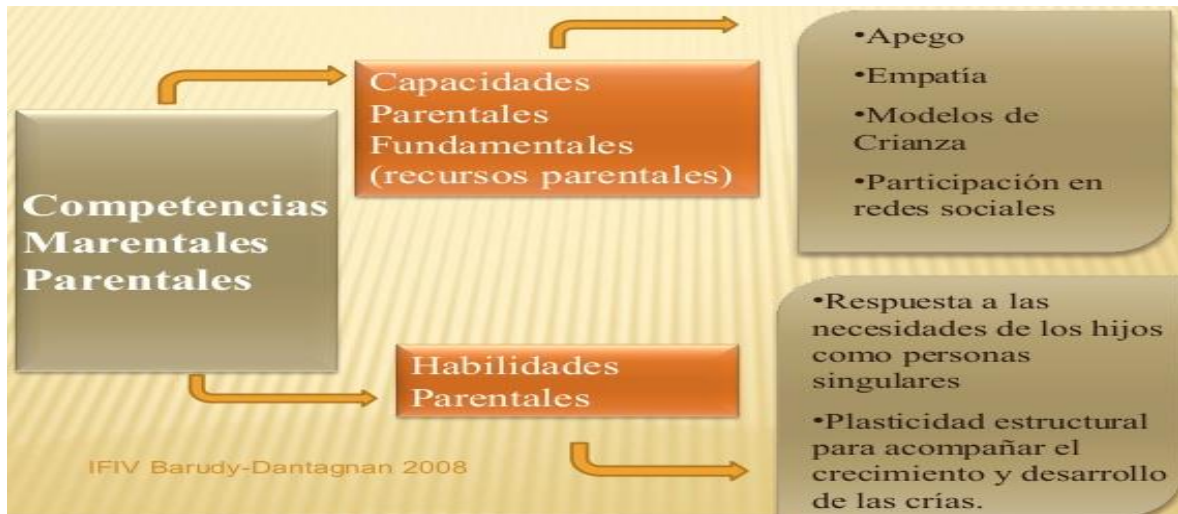 Competencias
Marentales
Parentales
Capacidades
Parentales
Fundamentales
(recursos parentales)
•Apego
•Empatía
•Modelos de
Crianza
•Participación en
redes sociales
Habilidades
Parentales
•Respuesta a las
necesidades de los hijos
como personas
singulares
•Plasticidad estructural
para acompañar el
crecimiento y desarrollo
de las crías.
IFIV Barudy-Dantagnan 2008